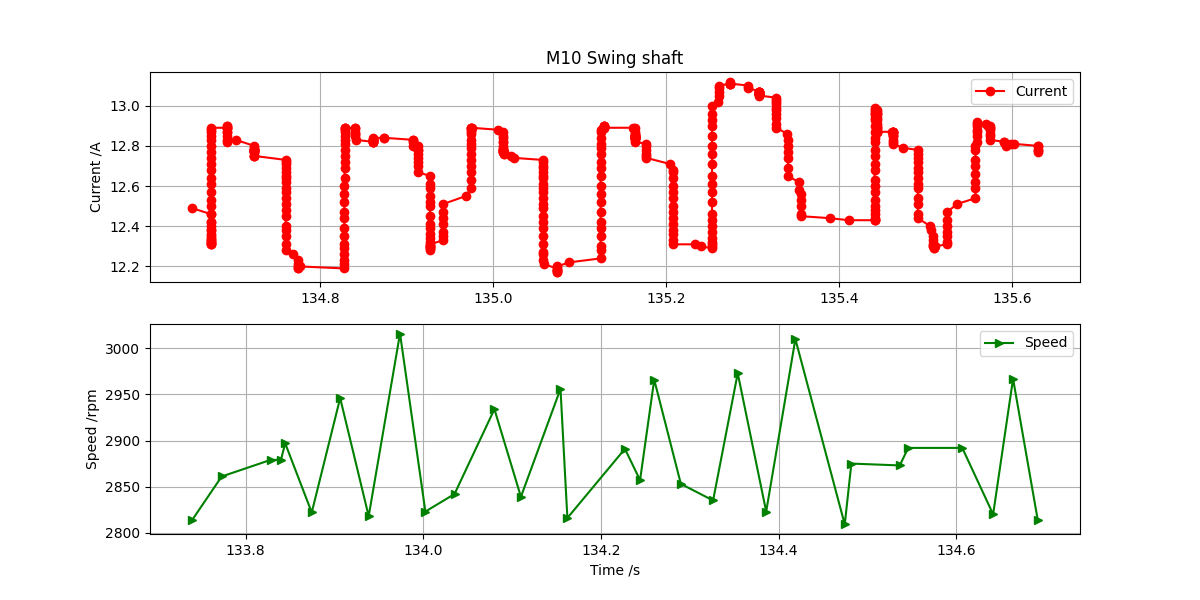 M10 Swing shaft
Current /A
13.0
12.8
12.6
12.4
12.2
Current
134.8 135.0 135.2 135.4 135.6
Speed /rpm
3000
2950
2900
2850
2800
Speed
133.8 134.0 134.2 134.4 134.6
Time /s